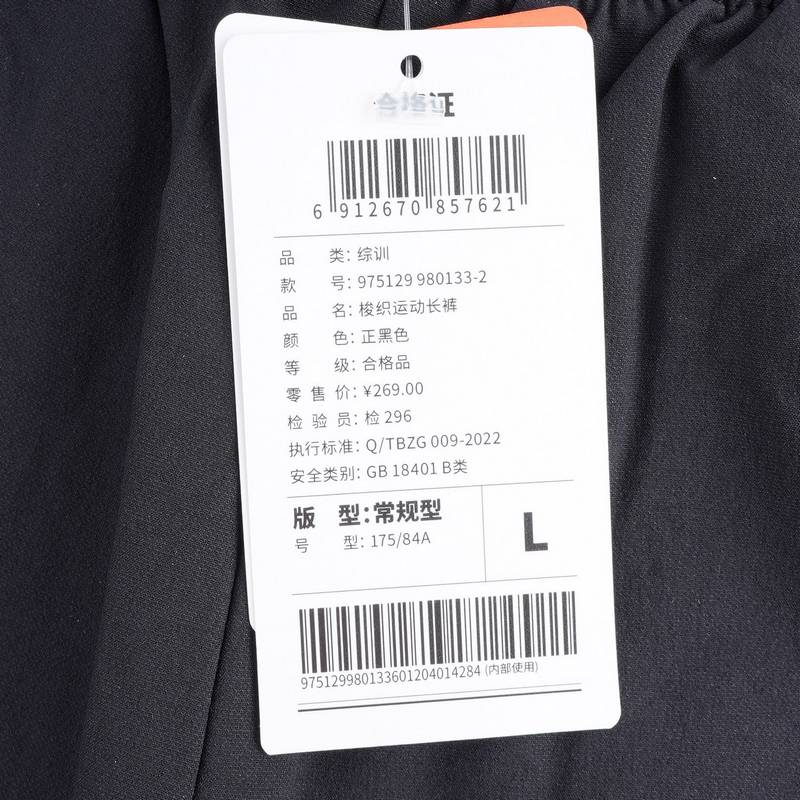 合格证
6 912670 857621
品 类: 综训
款 号: 975129 980133-2
品 名: 梭织运动长裤
颜 色: 正黑色
等 级: 合格品
零 售 价: ¥269.00
检 验 员: 检 296
执行标准: Q/TBZG 009-2022
安全类别: GB 18401 B类
版 型: 常规型
号 型: 175/84A
L
975129980133601204014284 (内部使用)